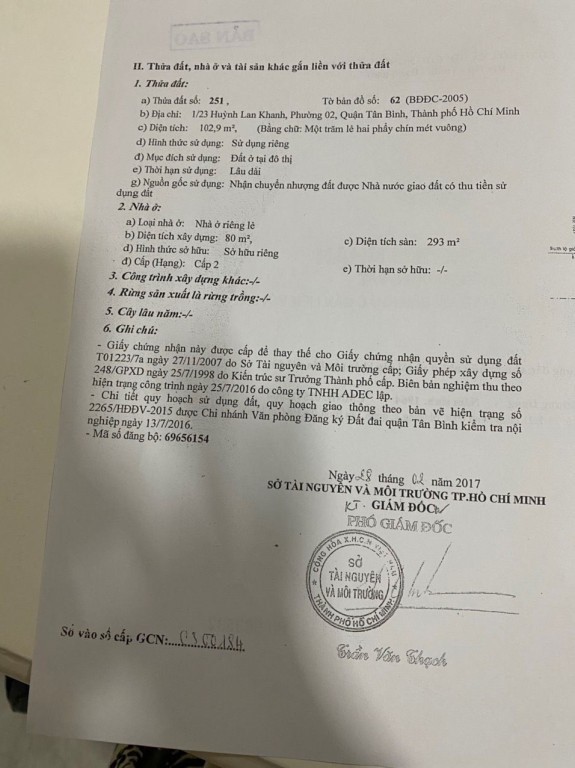 II. Thửa đất, nhà ở và tài sản khác gắn liền với thửa đất
1. Thửa đất:
a) Thửa đất số: 251, Tờ bản đồ số: 62 (BĐĐC-2005)
b) Địa chỉ: 1/23 Huỳnh Lan Khanh, Phường 02, Quận Tân Bình, Thành phố Hồ Chí Minh
c) Diện tích: 102,9 m², (Bằng chữ: Một trăm lẻ hai phẩy chín mét vuông)
d) Hình thức sử dụng: Sử dụng riêng
đ) Mục đích sử dụng: Đất ở tại đô thị
e) Thời hạn sử dụng: Lâu dài
g) Nguồn gốc sử dụng: Nhận chuyển nhượng đất được Nhà nước giao đất có thu tiền sử
dụng đất
2. Nhà ở:
a) Loại nhà ở: Nhà ở riêng lẻ
b) Diện tích xây dựng: 80 m², c) Diện tích sàn: 293 m²
d) Hình thức sở hữu: Sở hữu riêng
đ) Cấp (Hạng): Cấp 2 e) Thời hạn sở hữu: -/-
3. Công trình xây dựng khác:-/-
4. Rừng sản xuất là rừng trồng:-/-
5. Cây lâu năm:-/-
6. Ghi chú:
- Giấy chứng nhận này được cấp để thay thế cho Giấy chứng nhận quyền sử dụng đất
T01223/7a ngày 27/11/2007 do Sở Tài nguyên và Môi trường cấp; Giấy phép xây dựng số
248/GPXD ngày 25/7/1998 do Kiến trúc sư Trưởng Thành phố cấp. Biên bản nghiệm thu theo
hiện trạng công trình ngày 25/7/2016 do công ty TNHH ADEC lập.
- Chi tiết quy hoạch sử dụng đất, quy hoạch giao thông theo bản vẽ hiện trạng số
2265/HĐĐV-2015 được Chi nhánh Văn phòng Đăng ký Đất đai quận Tân Bình kiểm tra nội
nghiệp ngày 13/7/2016.
- Mã số đăng bộ: 69656154
Ngày 28 tháng 02 năm 2017
SỞ TÀI NGUYÊN VÀ MÔI TRƯỜNG TP.HỒ CHÍ MINH
KT. GIÁM ĐỐC
PHÓ GIÁM ĐỐC
CỘNG HÒA X.H.C.N
SỞ
TÀI NGUYÊN
VÀ MÔI TRƯỜNG
THÀNH PHỐ HỒ CHÍ MINH
Số vào sổ cấp GCN:
Trần Văn Thạch